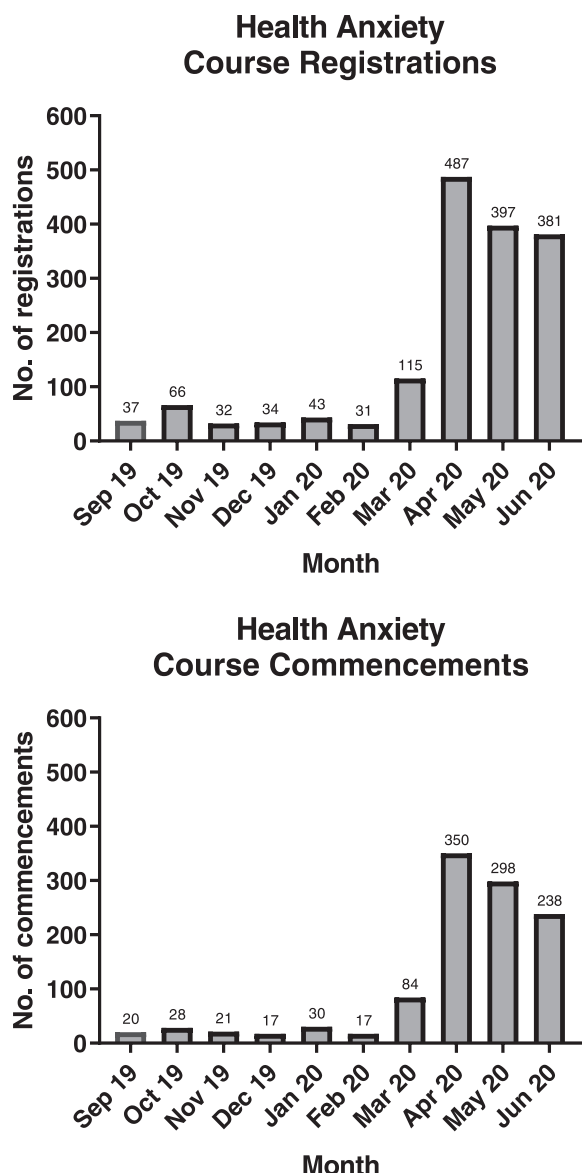 Health Anxiety
Course Registrations
600
500
400
300
200
100
0
No. of registrations
37
66
32
34
43
31
115
487
397
381
Sep 19
Oct 19
Nov 19
Dec 19
Jan 20
Feb 20
Mar 20
Apr 20
May 20
Jun 20
Month
Health Anxiety
Course Commencements
600
500
400
300
200
100
0
No. of commencements
20
28
21
17
30
17
84
350
298
238
Sep 19
Oct 19
Nov 19
Dec 19
Jan 20
Feb 20
Mar 20
Apr 20
May 20
Jun 20
Month